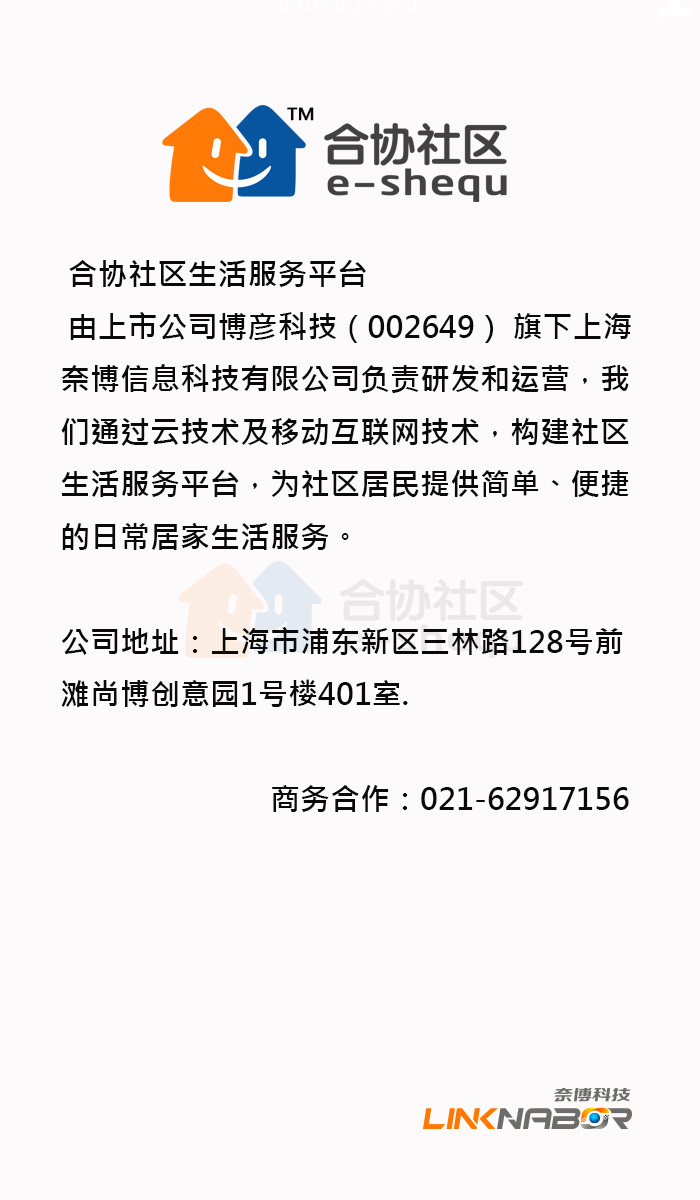 TM
合协社区
e-shequ
合协社区生活服务平台
由上市公司博彦科技（002649） 旗下上海
奈博信息科技有限公司负责研发和运营，我
们通过云技术及移动互联网技术，构建社区
生活服务平台，为社区居民提供简单、便捷
的日常居家生活服务。
合协社区
公司地址：上海市浦东新区三林路128号前
滩尚博创意园1号楼401室.
商务合作：021-62917156
奈博科技
LINKNABOR